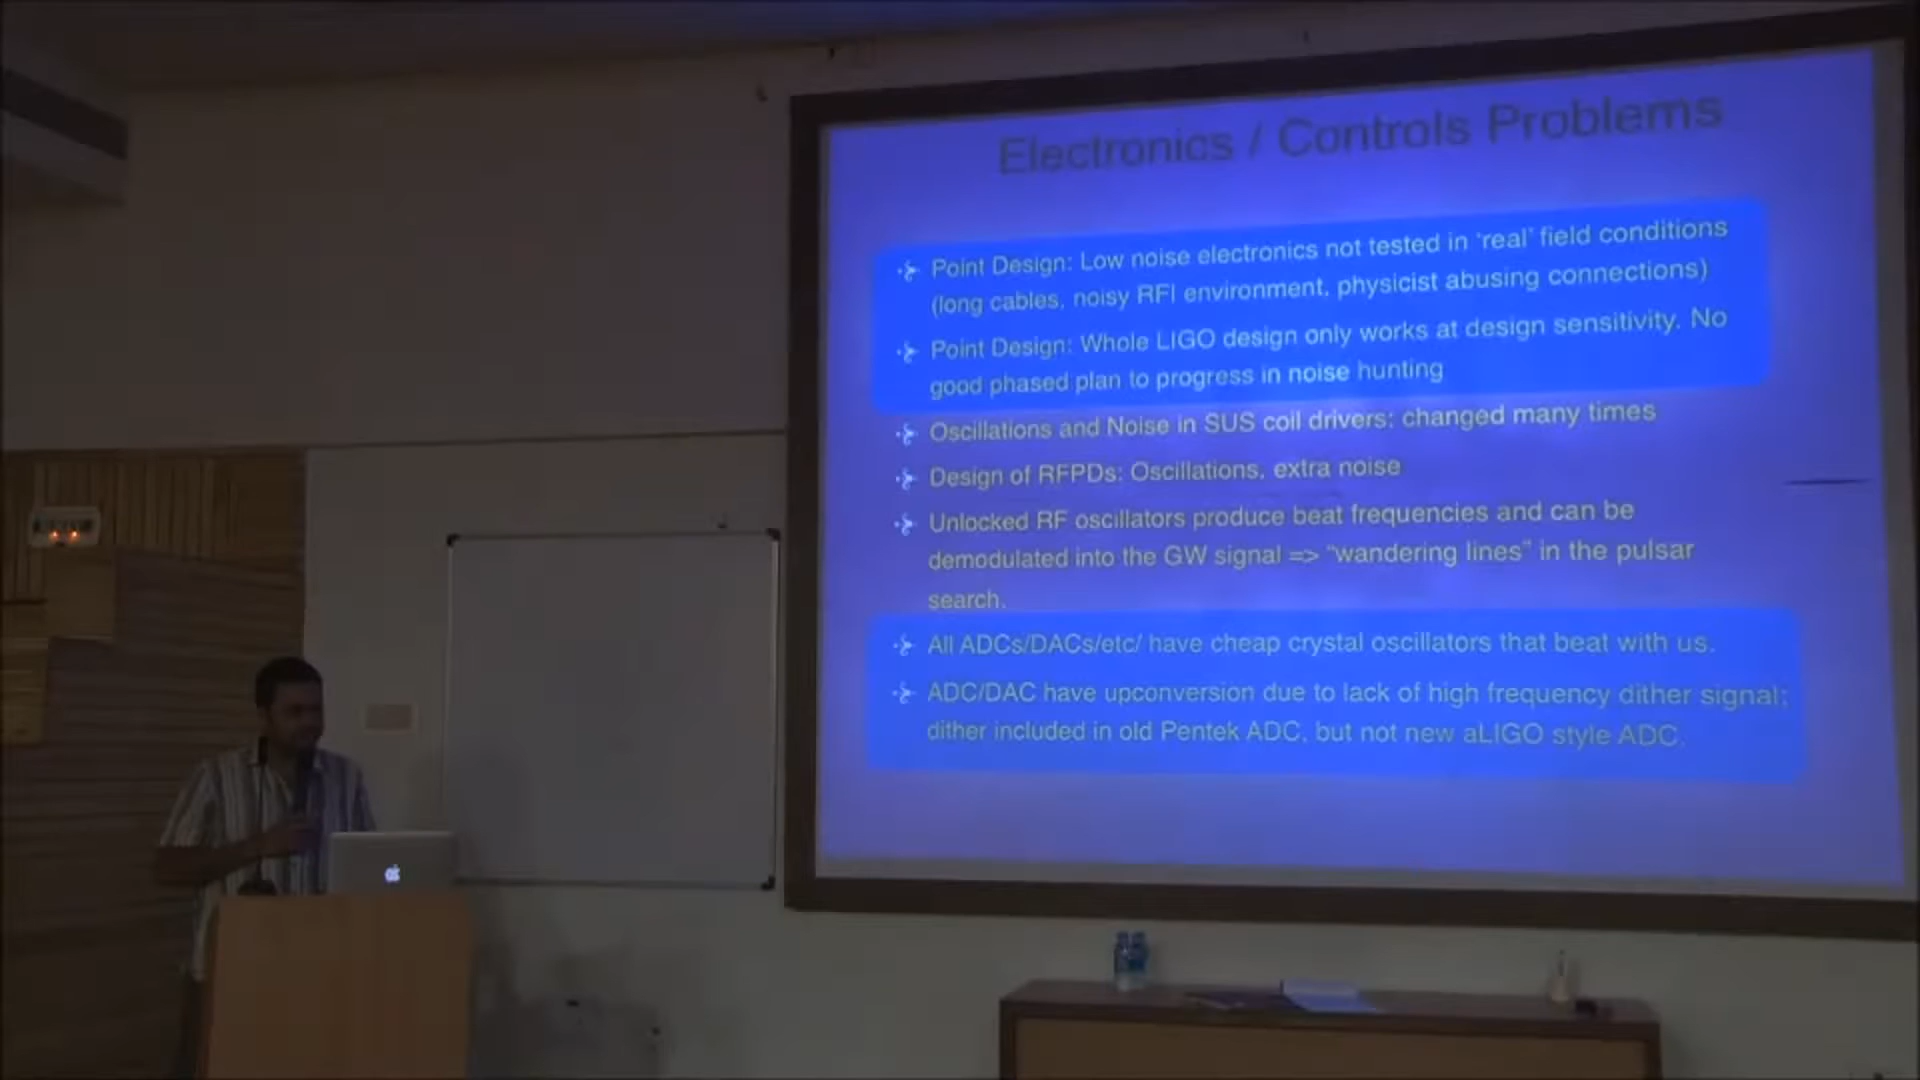 Electronics / Controls Problems
Point Design: Low noise electronics not tested in 'real' field conditions
(long cables, noisy RFI environment, physicist abusing connections)
Point Design: Whole LIGO design only works at design sensitivity. No
good phased plan to progress in noise hunting
Oscillations and Noise in SUS coil drivers: changed many times
Design of RFPDs: Oscillations, extra noise
Unlocked RF oscillators produce beat frequencies and can be
demodulated into the GW signal => "wandering lines" in the pulsar
search.
All ADCs/DACs/etc/ have cheap crystal oscillators that beat with us.
ADC/DAC have upconversion due to lack of high frequency dither signal;
dither included in old Pentek ADC, but not new aLIGO style ADC.